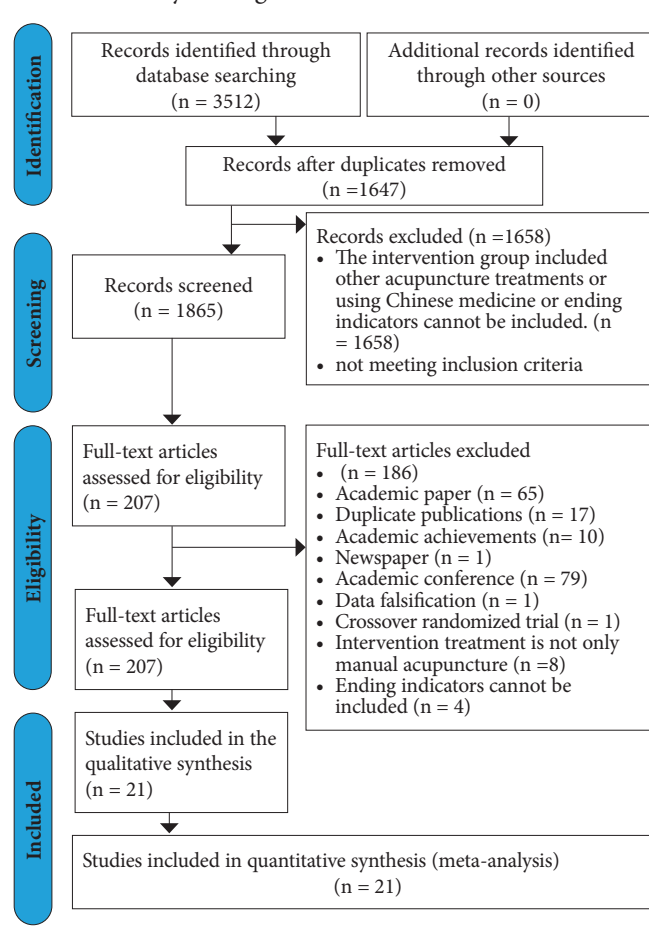 Identification
Records identified through
database searching
(n = 3512)
Additional records identified
through other sources
(n = 0)
Records after duplicates removed
(n =1647)
Screening
Records screened
(n = 1865)
Records excluded (n =1658)
• The intervention group included
other acupuncture treatments or
using Chinese medicine or ending
indicators cannot be included. (n
= 1658)
• not meeting inclusion criteria
Eligibility
Full-text articles
assessed for eligibility
(n = 207)
Full-text articles excluded
• (n = 186)
• Academic paper (n = 65)
• Duplicate publications (n = 17)
• Academic achievements (n= 10)
• Newspaper (n = 1)
• Academic conference (n = 79)
• Data falsification (n = 1)
• Crossover randomized trial (n = 1)
• Intervention treatment is not only
manual acupuncture (n =8)
• Ending indicators cannot be
included (n = 4)
Full-text articles
assessed for eligibility
(n = 207)
Included
Studies included in the
qualitative synthesis
(n = 21)
Studies included in quantitative synthesis (meta-analysis)
(n = 21)